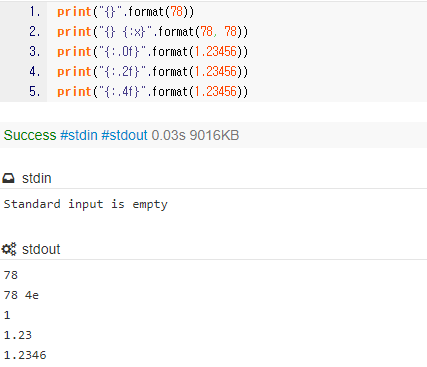 1. print("{}".format(78))
2. print("{} {:x}".format(78, 78))
3. print("{:.0f}".format(1.23456))
4. print("{:.2f}".format(1.23456))
5. print("{:.4f}".format(1.23456))
Success #stdin #stdout 0.03s 9016KB
stdin
Standard input is empty
stdout
78
78 4e
1
1.23
1.2346